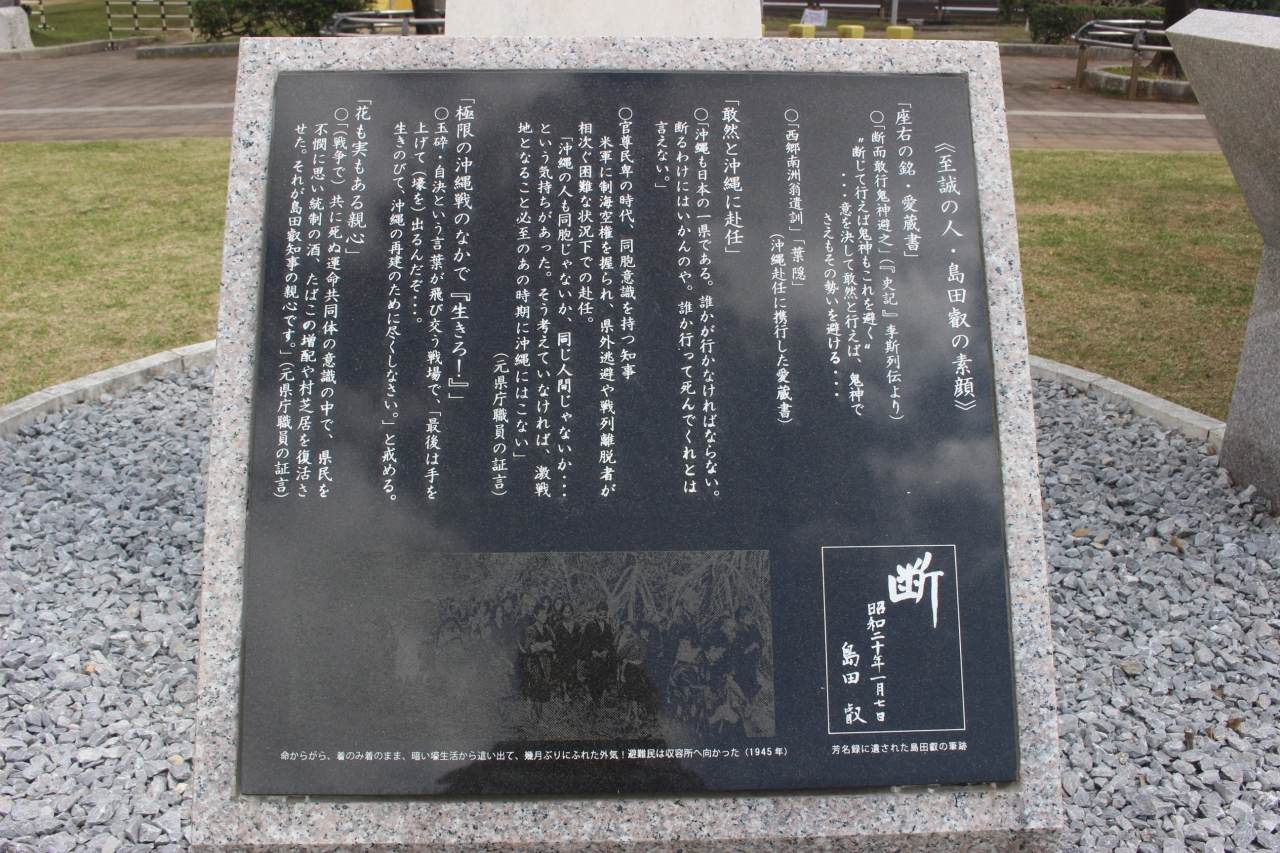 《至誠の人・島田叡の素顔》
「座右の銘・愛蔵書」
○「断而敢行鬼神避之」(『史記』李斯列伝より)
〝断じて行えば鬼神もこれを避く〟
・・・意を決して敢然と行えば、鬼神で
さえもその勢いを避ける・・・
○「西郷南洲翁遺訓」「葉隠」
(沖縄赴任に携行した愛蔵書)
「敢然と沖縄に赴任」
○「沖縄も日本の一県である。誰かが行かなければならない。
断るわけにはいかんのや。誰か行って死んでくれとは
言えない。」
○官尊民卑の時代、同胞意識を持つ知事
米軍に制海空権を握られ、県外逃避や戦列離脱者が
相次ぐ困難な状況下での赴任。
「沖縄の人も同胞じゃないか、同じ人間じゃないか・・・
という気持ちがあった。そう考えていなければ、激戦
地となること必至のあの時期に沖縄にはこない」
(元県庁職員の証言)
「極限の沖縄戦のなかで『生きろ!』」
○玉砕・自決という言葉が飛び交う戦場で、「最後は手を
上げて(壕を)出るんだぞ・・・。
生きのびて、沖縄の再建のために尽くしなさい。」と戒める。
「花も実もある親心」
○「(戦争で)共に死ぬ運命共同体の意識の中で、県民を
不憫に思い統制の酒、たばこの増配や村芝居を復活さ
せた。それが島田叡知事の親心です。」(元県庁職員の証言)
断
昭和二十年一月七日
島田叡
芳名録に遺された島田叡の筆跡
命からがら、着のみ着のまま、暗い壕生活から這い出て、幾月ぶりにふれた外気!避難民は収容所へ向かった(1945年)